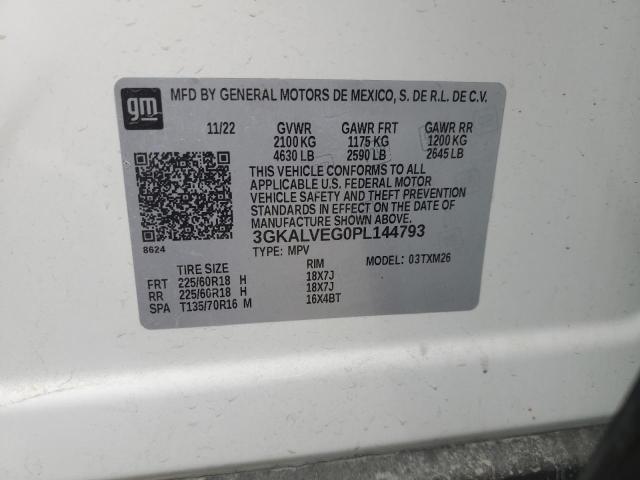 gm
MFD BY GENERAL MOTORS DE MEXICO, S. DE R.L. DE C.V.
11/22 GVWR GAWR FRT GAWR RR
2100 KG 1175 KG 1200 KG
4630 LB 2590 LB 2645 LB
THIS VEHICLE CONFORMS TO ALL
APPLICABLE U.S. FEDERAL MOTOR
VEHICLE SAFETY AND THEFT PREVENTION
STANDARDS IN EFFECT ON THE DATE OF
MANUFACTURE SHOWN ABOVE.
8624 3GKALVEG0PL144793
TYPE: MPV MODEL: 03TXM26
TIRE SIZE RIM
FRT 225/60R18 H 18X7J
RR 225/60R18 H 18X7J
SPA T135/70R16 M 16X4BT